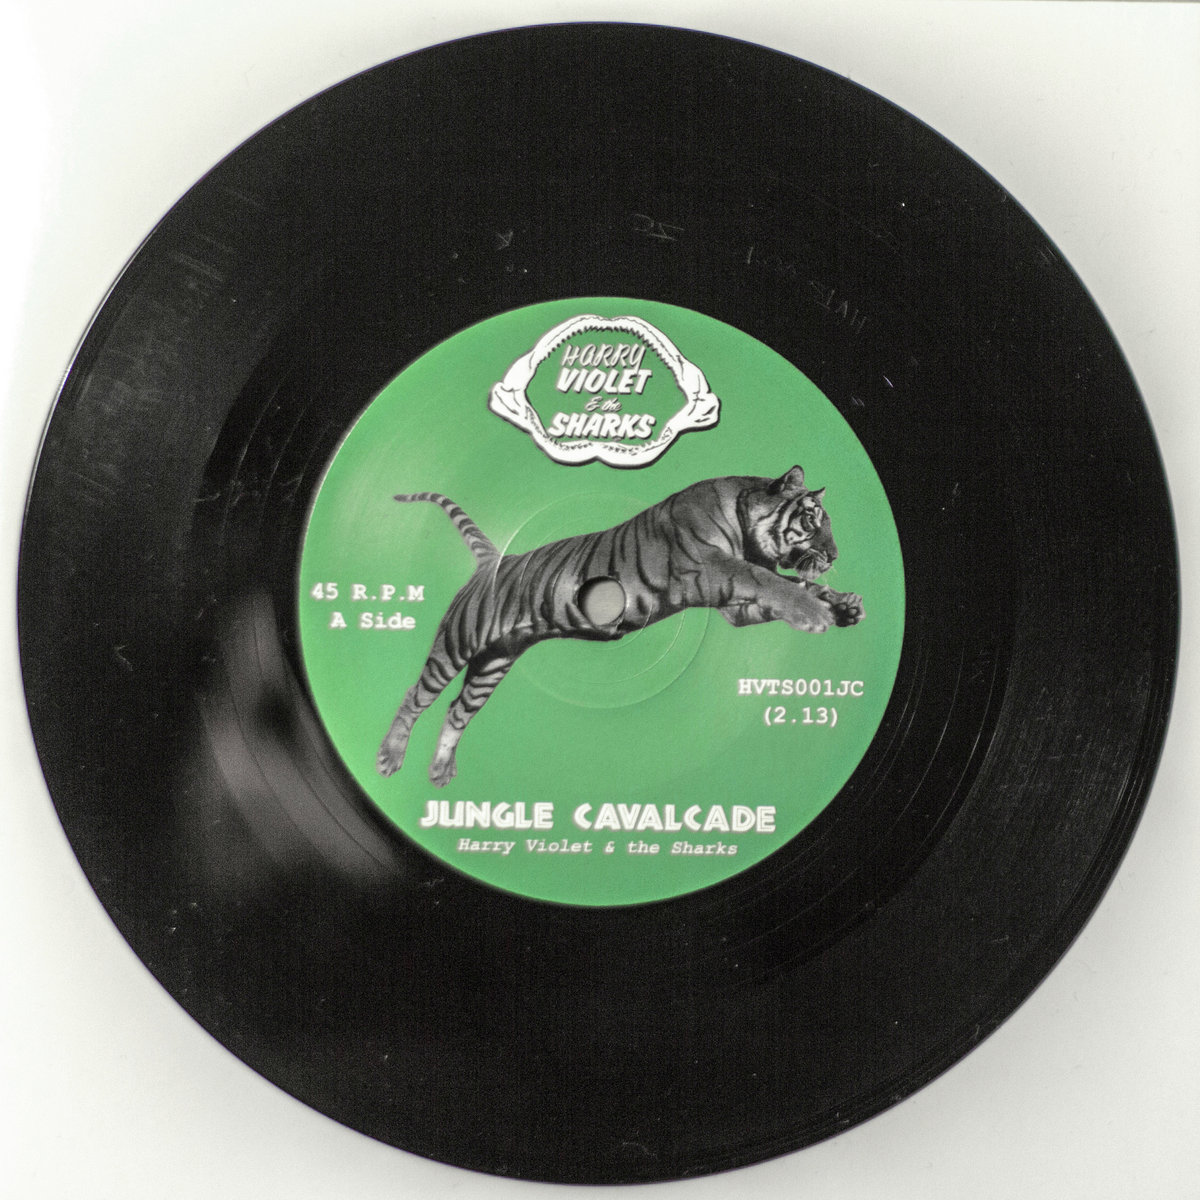 HARRY
VIOLET
& the
SHARKS
45 R.P.M
A Side
HVTS001JC
(2.13)
JUNGLE CAVALCADE
Harry Violet & the Sharks